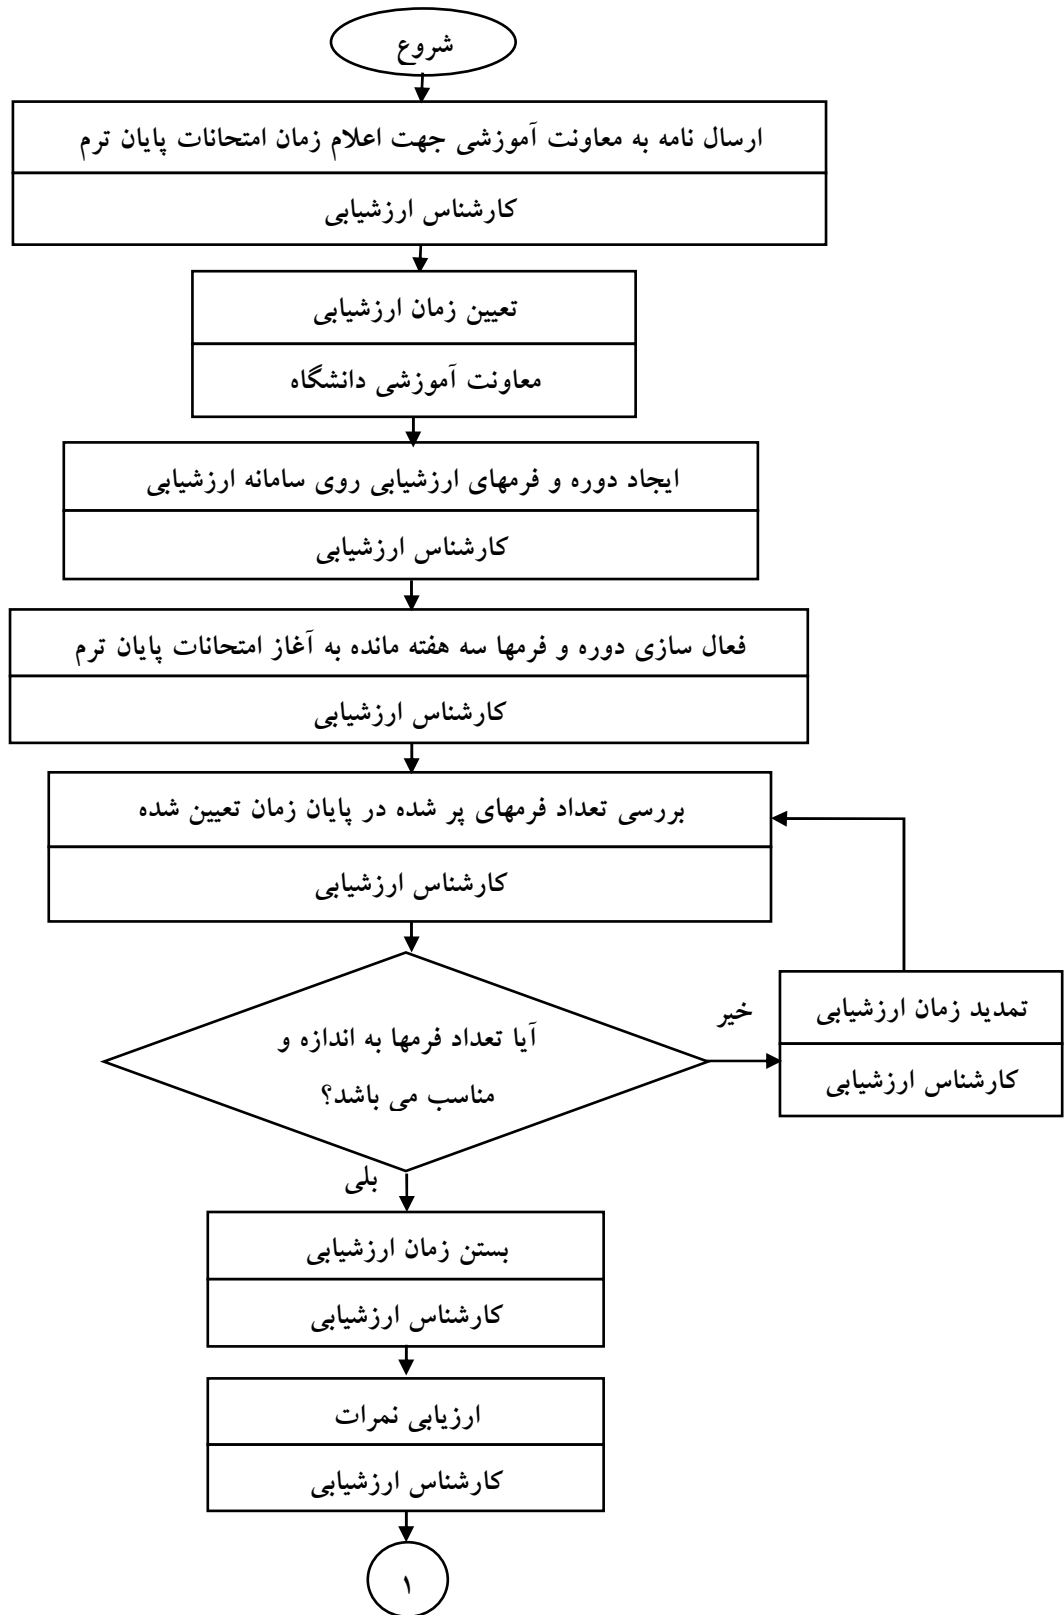 شروع
ارسال نامه به معاونت آموزشی جهت اعلام زمان امتحانات پایان ترم
کارشناس ارزشیابی
تعیین زمان ارزشیابی
معاونت آموزشی دانشگاه
ایجاد دوره و فرمهای ارزشیابی روی سامانه ارزشیابی
کارشناس ارزشیابی
فعال سازی دوره و فرمها سه هفته مانده به آغاز امتحانات پایان ترم
کارشناس ارزشیابی
بررسی تعداد فرمهای پر شده در پایان زمان تعیین شده
کارشناس ارزشیابی
آیا تعداد فرمها به اندازه و
مناسب می باشد؟
خیر
تمدید زمان ارزشیابی
کارشناس ارزشیابی
بلی
بستن زمان ارزشیابی
کارشناس ارزشیابی
ارزیابی نمرات
کارشناس ارزشیابی
۱